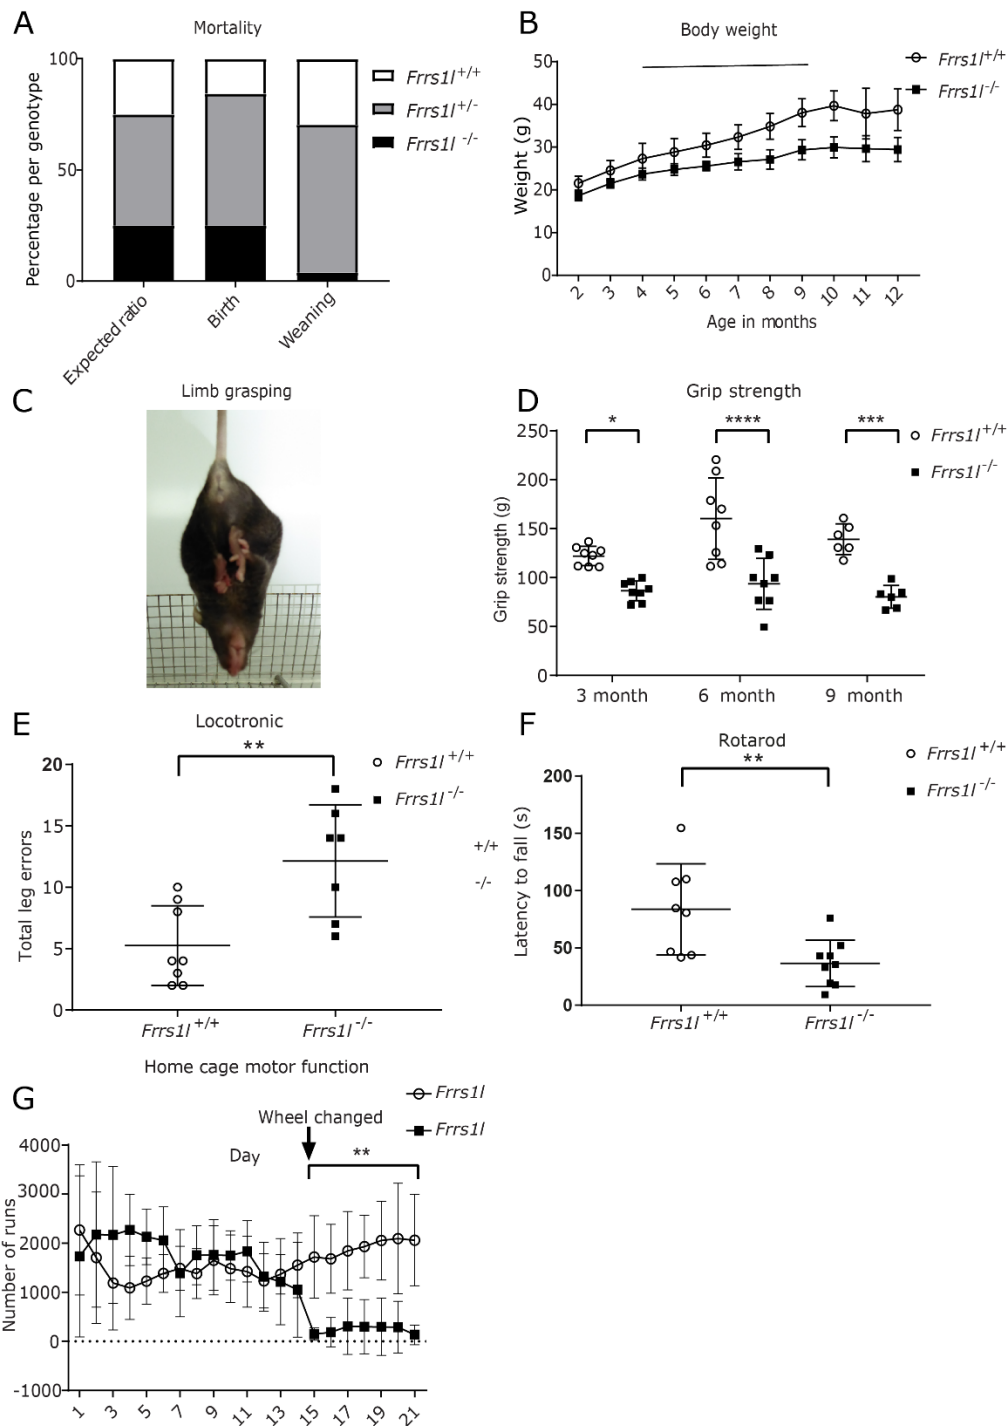 A
Mortality
Percentage per genotype
100
50
0
Expected ratio
Birth
Weaning
Frrs1l +/+
Frrs1l +/-
Frrs1l -/-
B
Body weight
Weight (g)
50
40
30
20
10
0
2 3 4 5 6 7 8 9 10 11 12
Age in months
Frrs1l +/+
Frrs1l -/-
C
Limb grasping
D
Grip strength
Grip strength (g)
250
200
150
100
50
0
* **** ***
3 month 6 month 9 month
Frrs1l +/+
Frrs1l -/-
E
Locotronic
**
Total leg errors
20
15
10
5
0
Frrs1l +/+ Frrs1l -/-
Frrs1l +/+
Frrs1l -/-
+/+
-/-
F
Rotarod
**
Latency to fall (s)
200
150
100
50
0
Frrs1l +/+ Frrs1l -/-
Frrs1l +/+
Frrs1l -/-
Home cage motor function
G
Frrs1l
Frrs1l
Wheel changed
Day
**
Number of runs
4000
3000
2000
1000
0
-1000
1 3 5 7 9 11 13 15 17 19 21